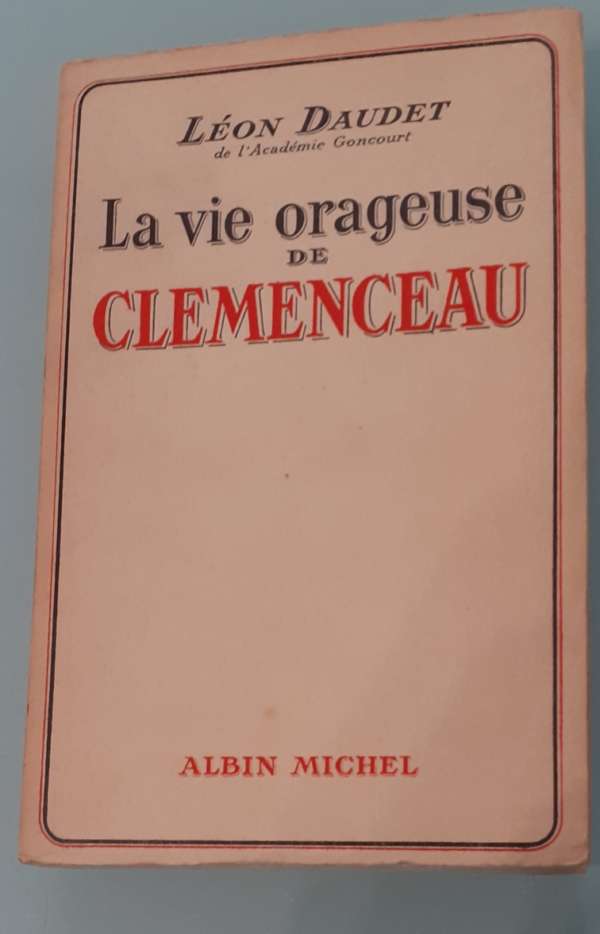 LÉON DAUDET
de l'Académie Goncourt
La vie orageuse
DE
CLEMENCEAU
ALBIN MICHEL